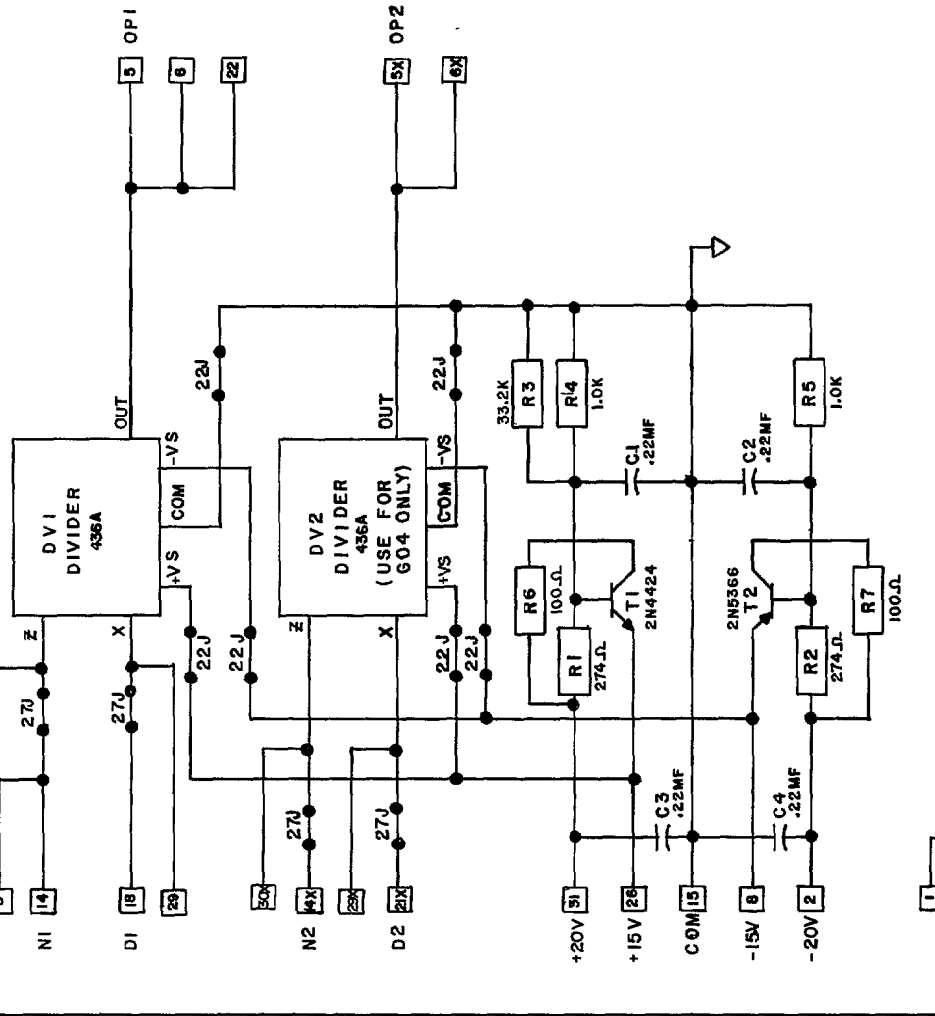 OP1
5
6
22
OP2
5X
6X
OUT
-VS
COM
+VS
DV1
DIVIDER
436A
Z
X
22J
22J
22J
27J
27J
OUT
-VS
COM
+VS
DV2
DIVIDER
436A
(USE FOR
G04 ONLY)
Z
X
22J
22J
22J
27J
27J
33.2K
R3
R4
1.0K
R5
1.0K
C1
.22MF
C2
.22MF
R6
100Ω
R1
274Ω
T1
2N4424
2N5366
T2
R2
274Ω
R7
100Ω
C3
.22MF
C4
.22MF
N1
14
D1
18
29
30X
N2
14X
29X
D2
21X
+20V
31
+15V
26
COM
15
-15V
8
-20V
2
1